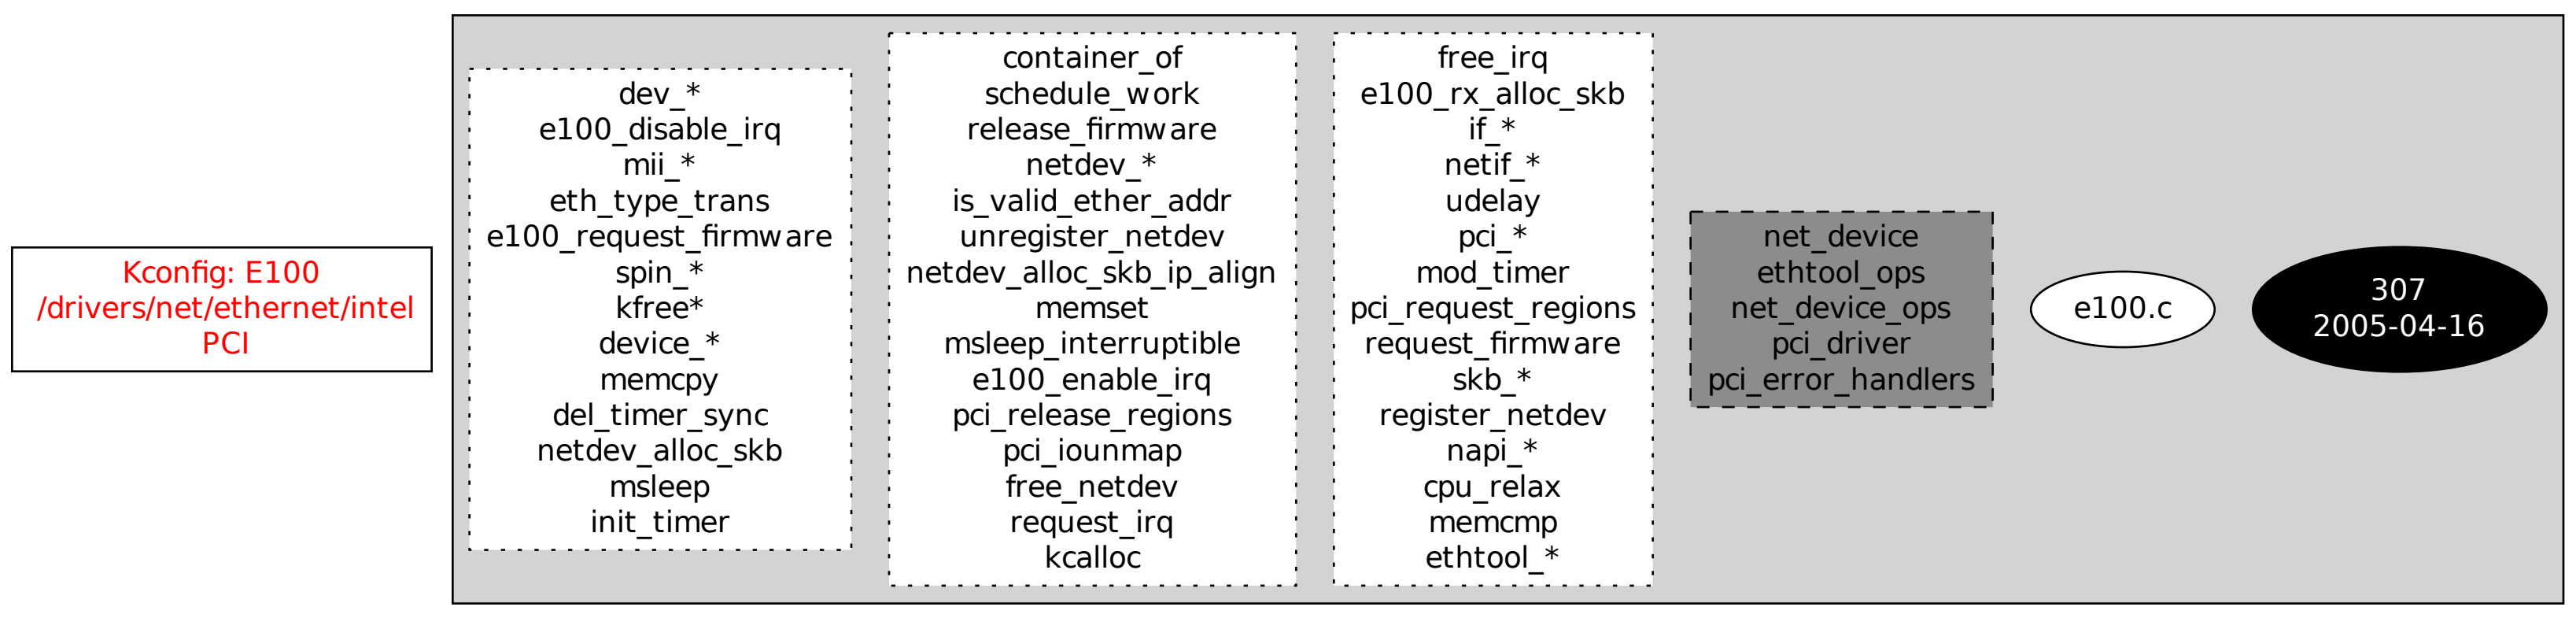 Kconfig: E100
/drivers/net/ethernet/intel
PCI
dev_*
e100_disable_irq
mii_*
eth_type_trans
e100_request_firmware
spin_*
kfree*
device_*
memcpy
del_timer_sync
netdev_alloc_skb
msleep
init_timer
container_of
schedule_work
release_firmware
netdev_*
is_valid_ether_addr
unregister_netdev
netdev_alloc_skb_ip_align
memset
msleep_interruptible
e100_enable_irq
pci_release_regions
pci_iounmap
free_netdev
request_irq
kcalloc
free_irq
e100_rx_alloc_skb
if_*
netif_*
udelay
pci_*
mod_timer
pci_request_regions
request_firmware
skb_*
register_netdev
napi_*
cpu_relax
memcmp
ethtool_*
net_device
ethtool_ops
net_device_ops
pci_driver
pci_error_handlers
e100.c
307
2005-04-16